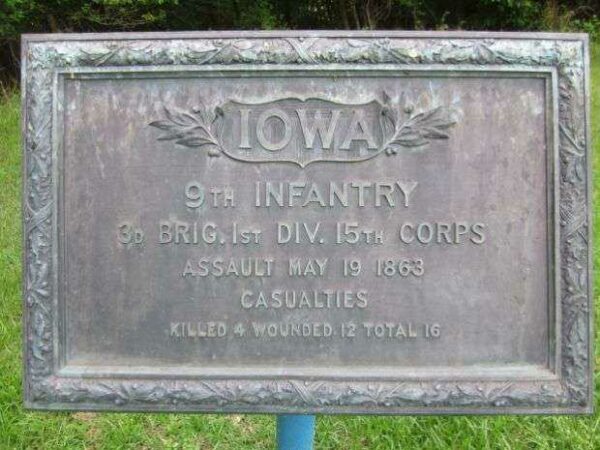 IOWA
9TH INFANTRY
3D BRIG. 1ST DIV. 15TH CORPS
ASSAULT MAY 19 1863
CASUALTIES
KILLED 4 WOUNDED 12 TOTAL 16